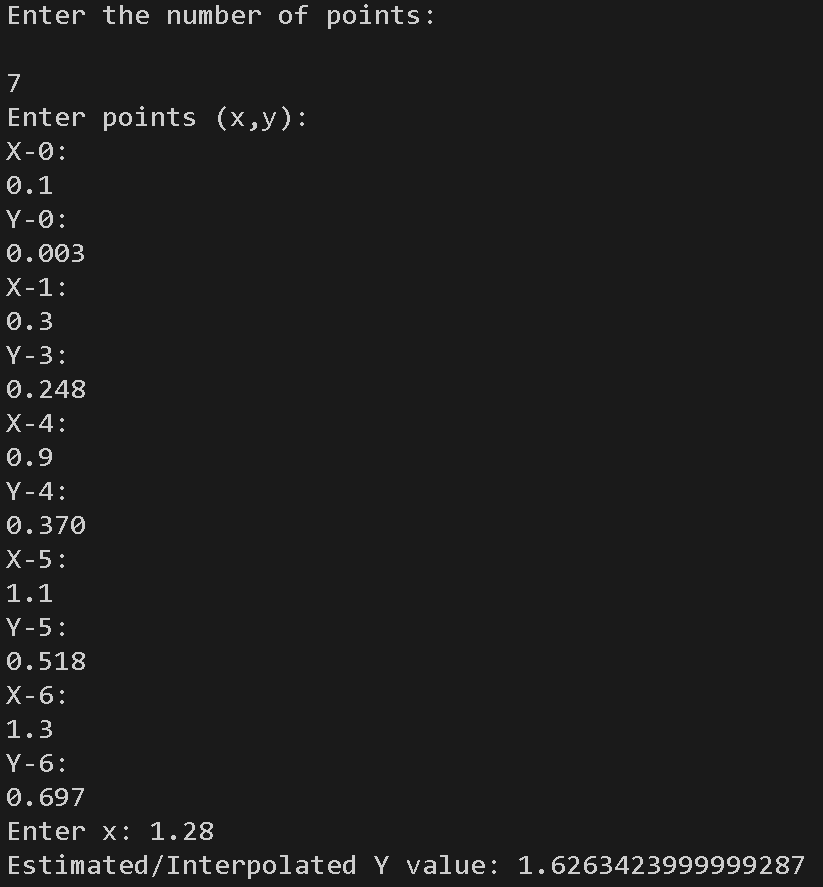 Enter the number of points:
7
Enter points (x,y):
X-0:
0.1
Y-0:
0.003
X-1:
0.3
Y-3:
0.248
X-4:
0.9
Y-4:
0.370
X-5:
1.1
Y-5:
0.518
X-6:
1.3
Y-6:
0.697
Enter x: 1.28
Estimated/Interpolated Y value: 1.6263423999999287